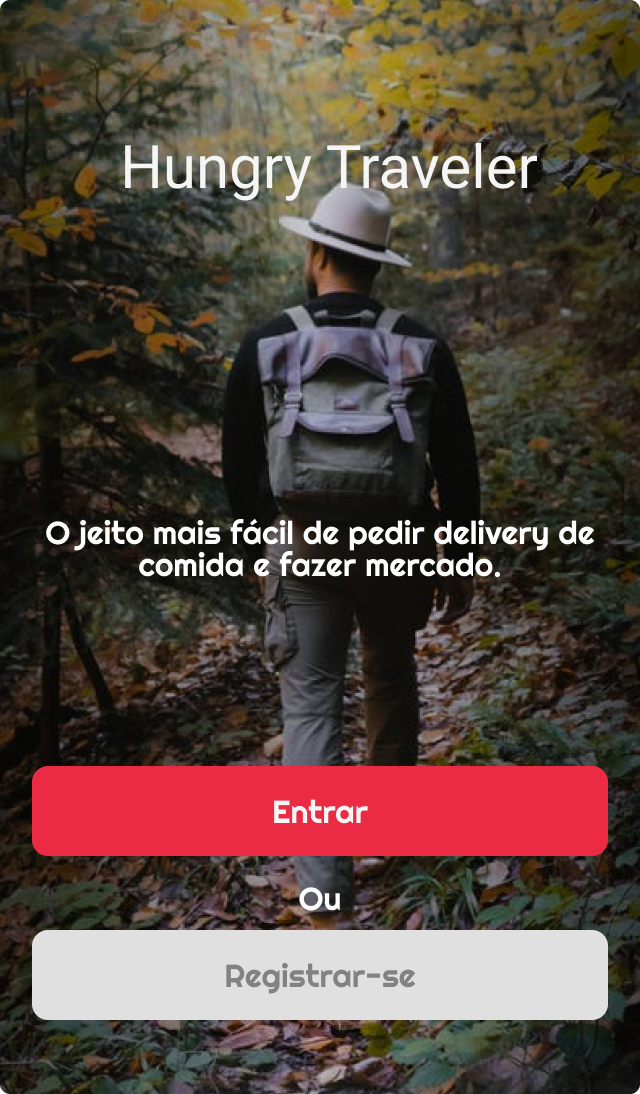 Hungry Traveler
O jeito mais fácil de pedir delivery de
comida e fazer mercado.
Entrar
Ou
Registrar-se